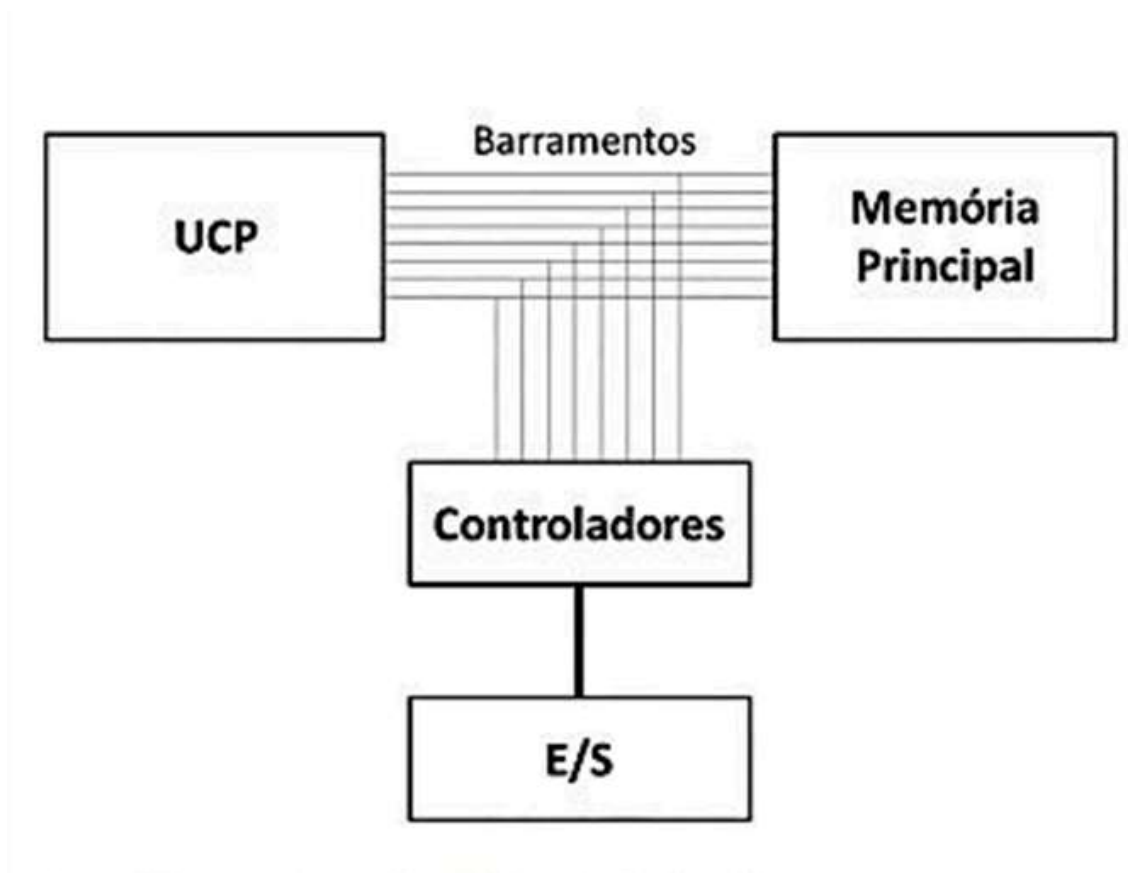 Barramentos
UCP
Memória
Principal
Controladores
E/S